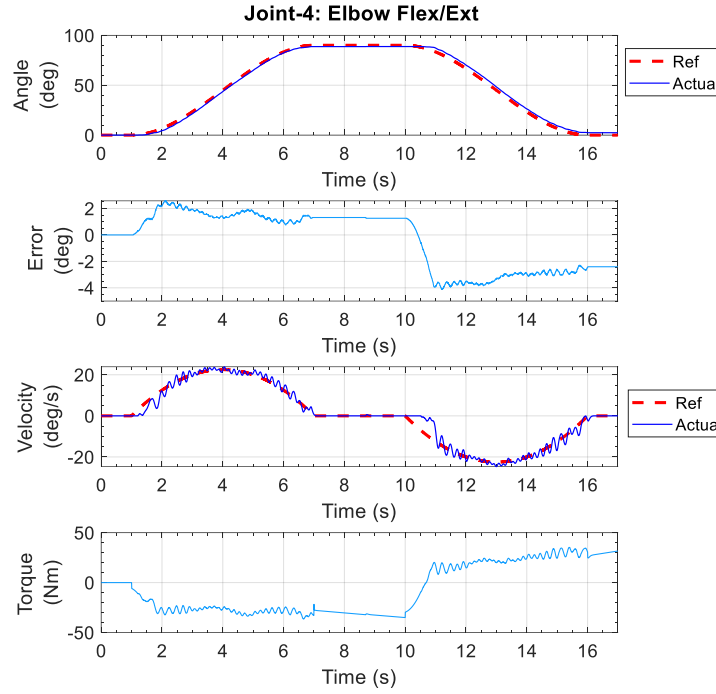 Joint-4: Elbow Flex/Ext
100
50
0
Angle
(deg)
Ref
Actua
0 2 4 6 8 10 12 14 16
Time (s)
2
0
-2
-4
Error
(deg)
0 2 4 6 8 10 12 14 16
Time (s)
20
0
-20
Velocity
(deg/s)
Ref
Actua
0 2 4 6 8 10 12 14 16
Time (s)
50
0
-50
Torque
(Nm)
0 2 4 6 8 10 12 14 16
Time (s)